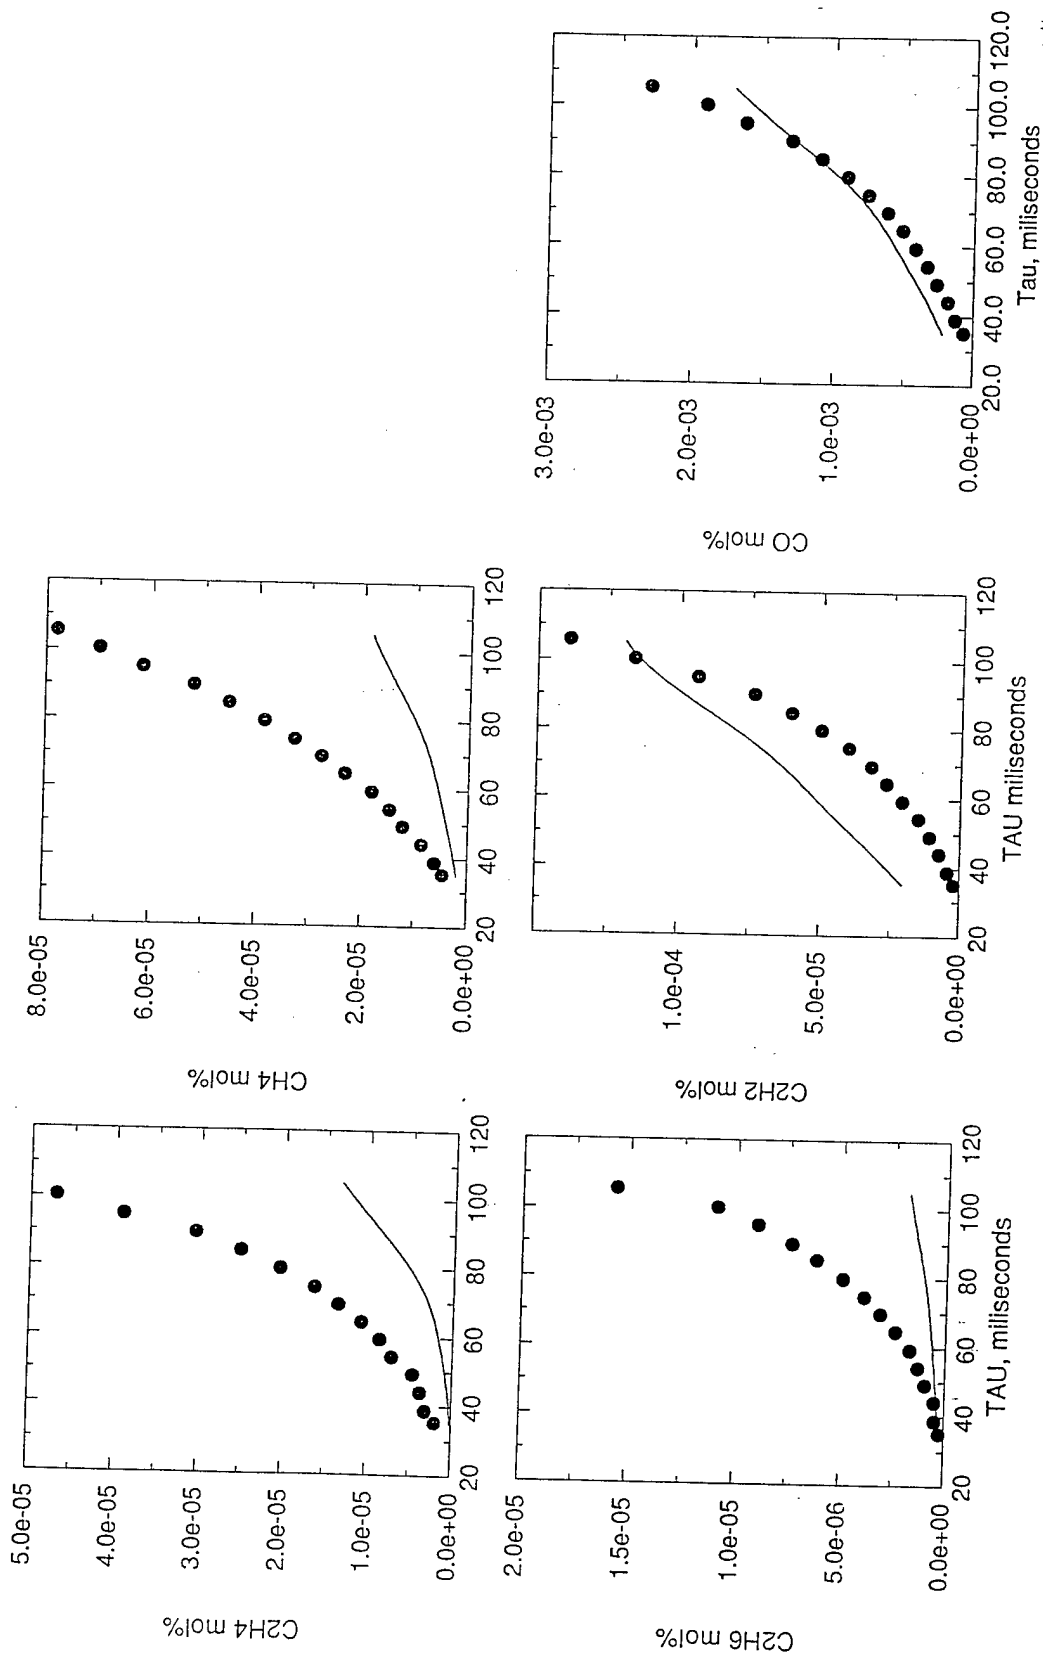 C2H4 mol%
5.0e-05
4.0e-05
3.0e-05
2.0e-05
1.0e-05
0.0e+00
20 40 60 80 100 120
CH4 mol%
8.0e-05
6.0e-05
4.0e-05
2.0e-05
0.0e+00
20 40 60 80 100 120
C2H6 mol%
2.0e-05
1.5e-05
1.0e-05
5.0e-06
0.0e+00
20 40 60 80 100 120
TAU, miliseconds
C2H2 mol%
1.0e-04
5.0e-05
0.0e+00
20 40 60 80 100 120
TAU miliseconds
CO mol%
3.0e-03
2.0e-03
1.0e-03
0.0e+00
20.0 40.0 60.0 80.0 100.0 120.0
Tau, miliseconds